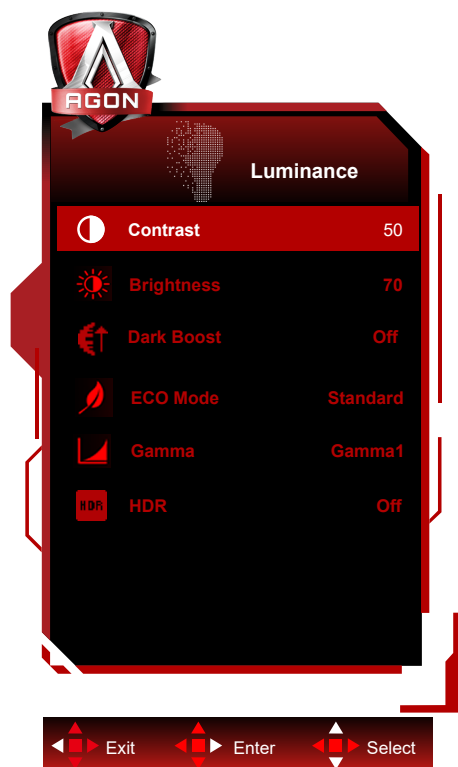 AGON
Luminance
Contrast 50
Brightness 70
Dark Boost Off
ECO Mode Standard
Gamma Gamma1
HDR HDR Off
Exit Enter Select